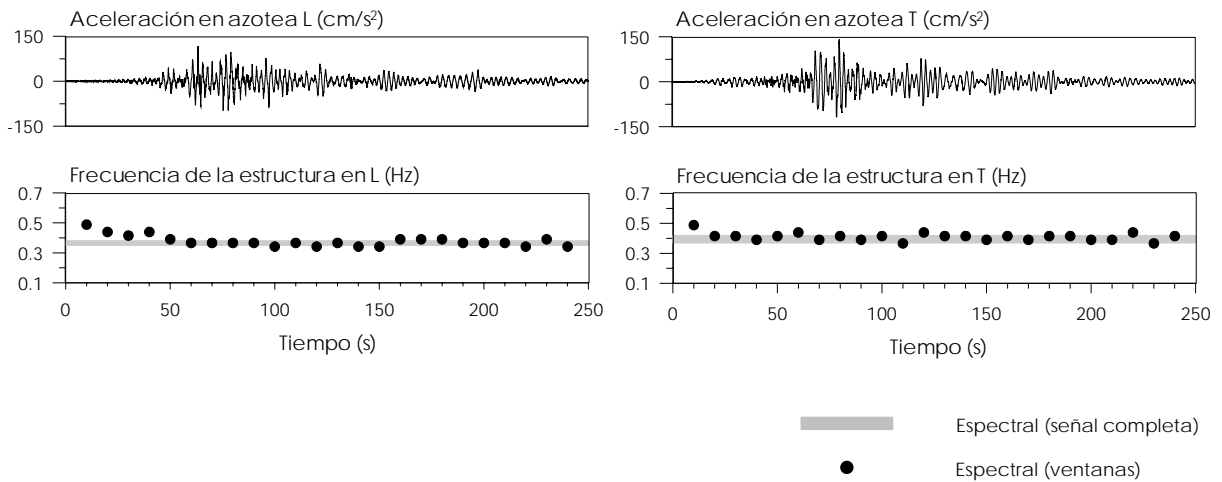 Aceleración en azotea L (cm/s²)
150
0
-150
Frecuencia de la estructura en L (Hz)
0.7
0.5
0.3
0.1
0 50 100 150 200 250
Tiempo (s)
Aceleración en azotea T (cm/s²)
150
0
-150
Frecuencia de la estructura en T (Hz)
0.7
0.5
0.3
0.1
0 50 100 150 200 250
Tiempo (s)
Espectral (señal completa)
Espectral (ventanas)